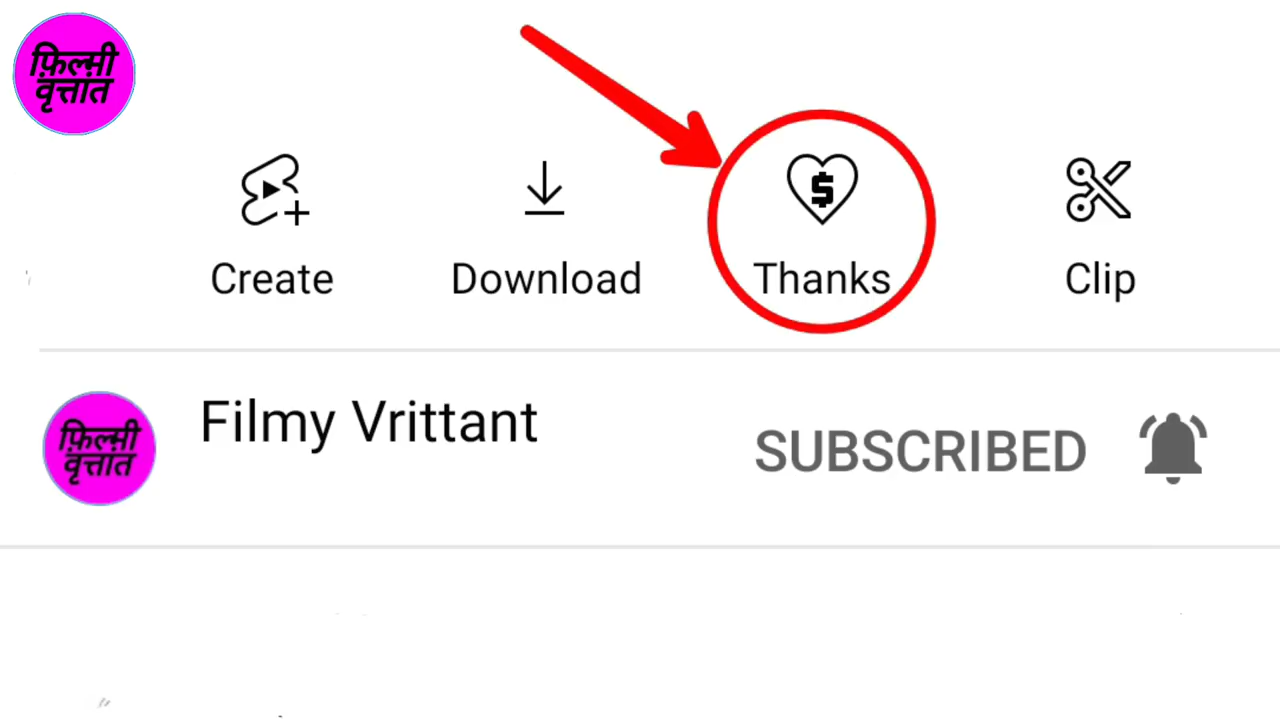 फ़िल्मी
वृत्तात
$
Create
Download
Thanks
Clip
फ़िल्मी
वृत्तात
Filmy Vrittant
SUBSCRIBED